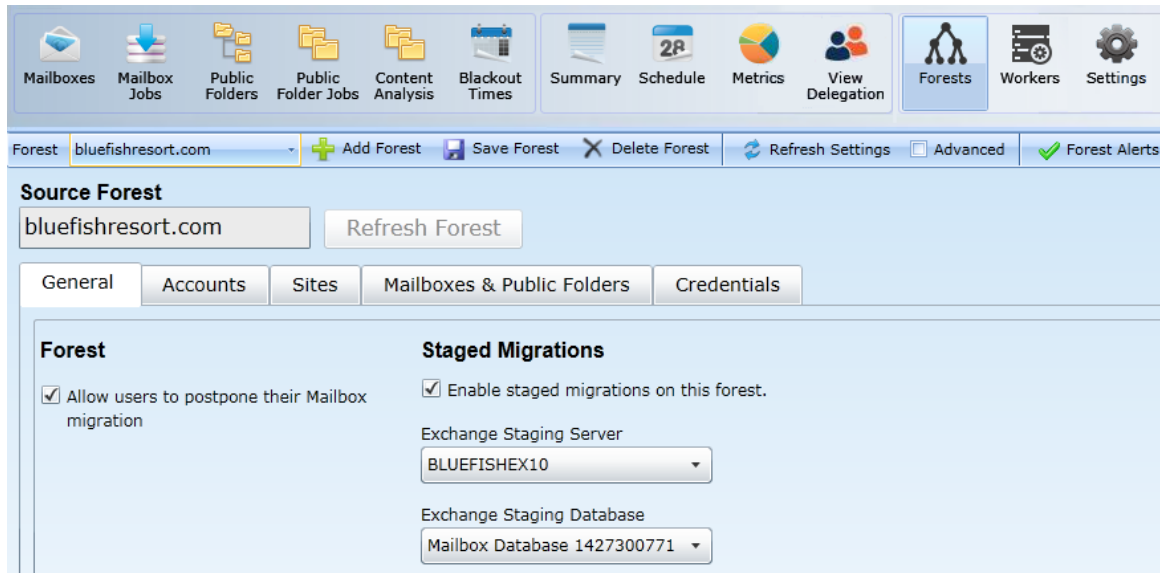 Mailboxes Mailbox Jobs Public Folders Public Folder Jobs Content Analysis Blackout Times Summary 28 Schedule Metrics View Delegation Forests Workers Settings
Forest bluefishresort.com Add Forest Save Forest Delete Forest Refresh Settings Advanced Forest Alerts
Source Forest
bluefishresort.com Refresh Forest
General Accounts Sites Mailboxes & Public Folders Credentials
Forest Staged Migrations
Allow users to postpone their Mailbox
migration
Enable staged migrations on this forest.
Exchange Staging Server
BLUEFISHEX10
Exchange Staging Database
Mailbox Database 1427300771